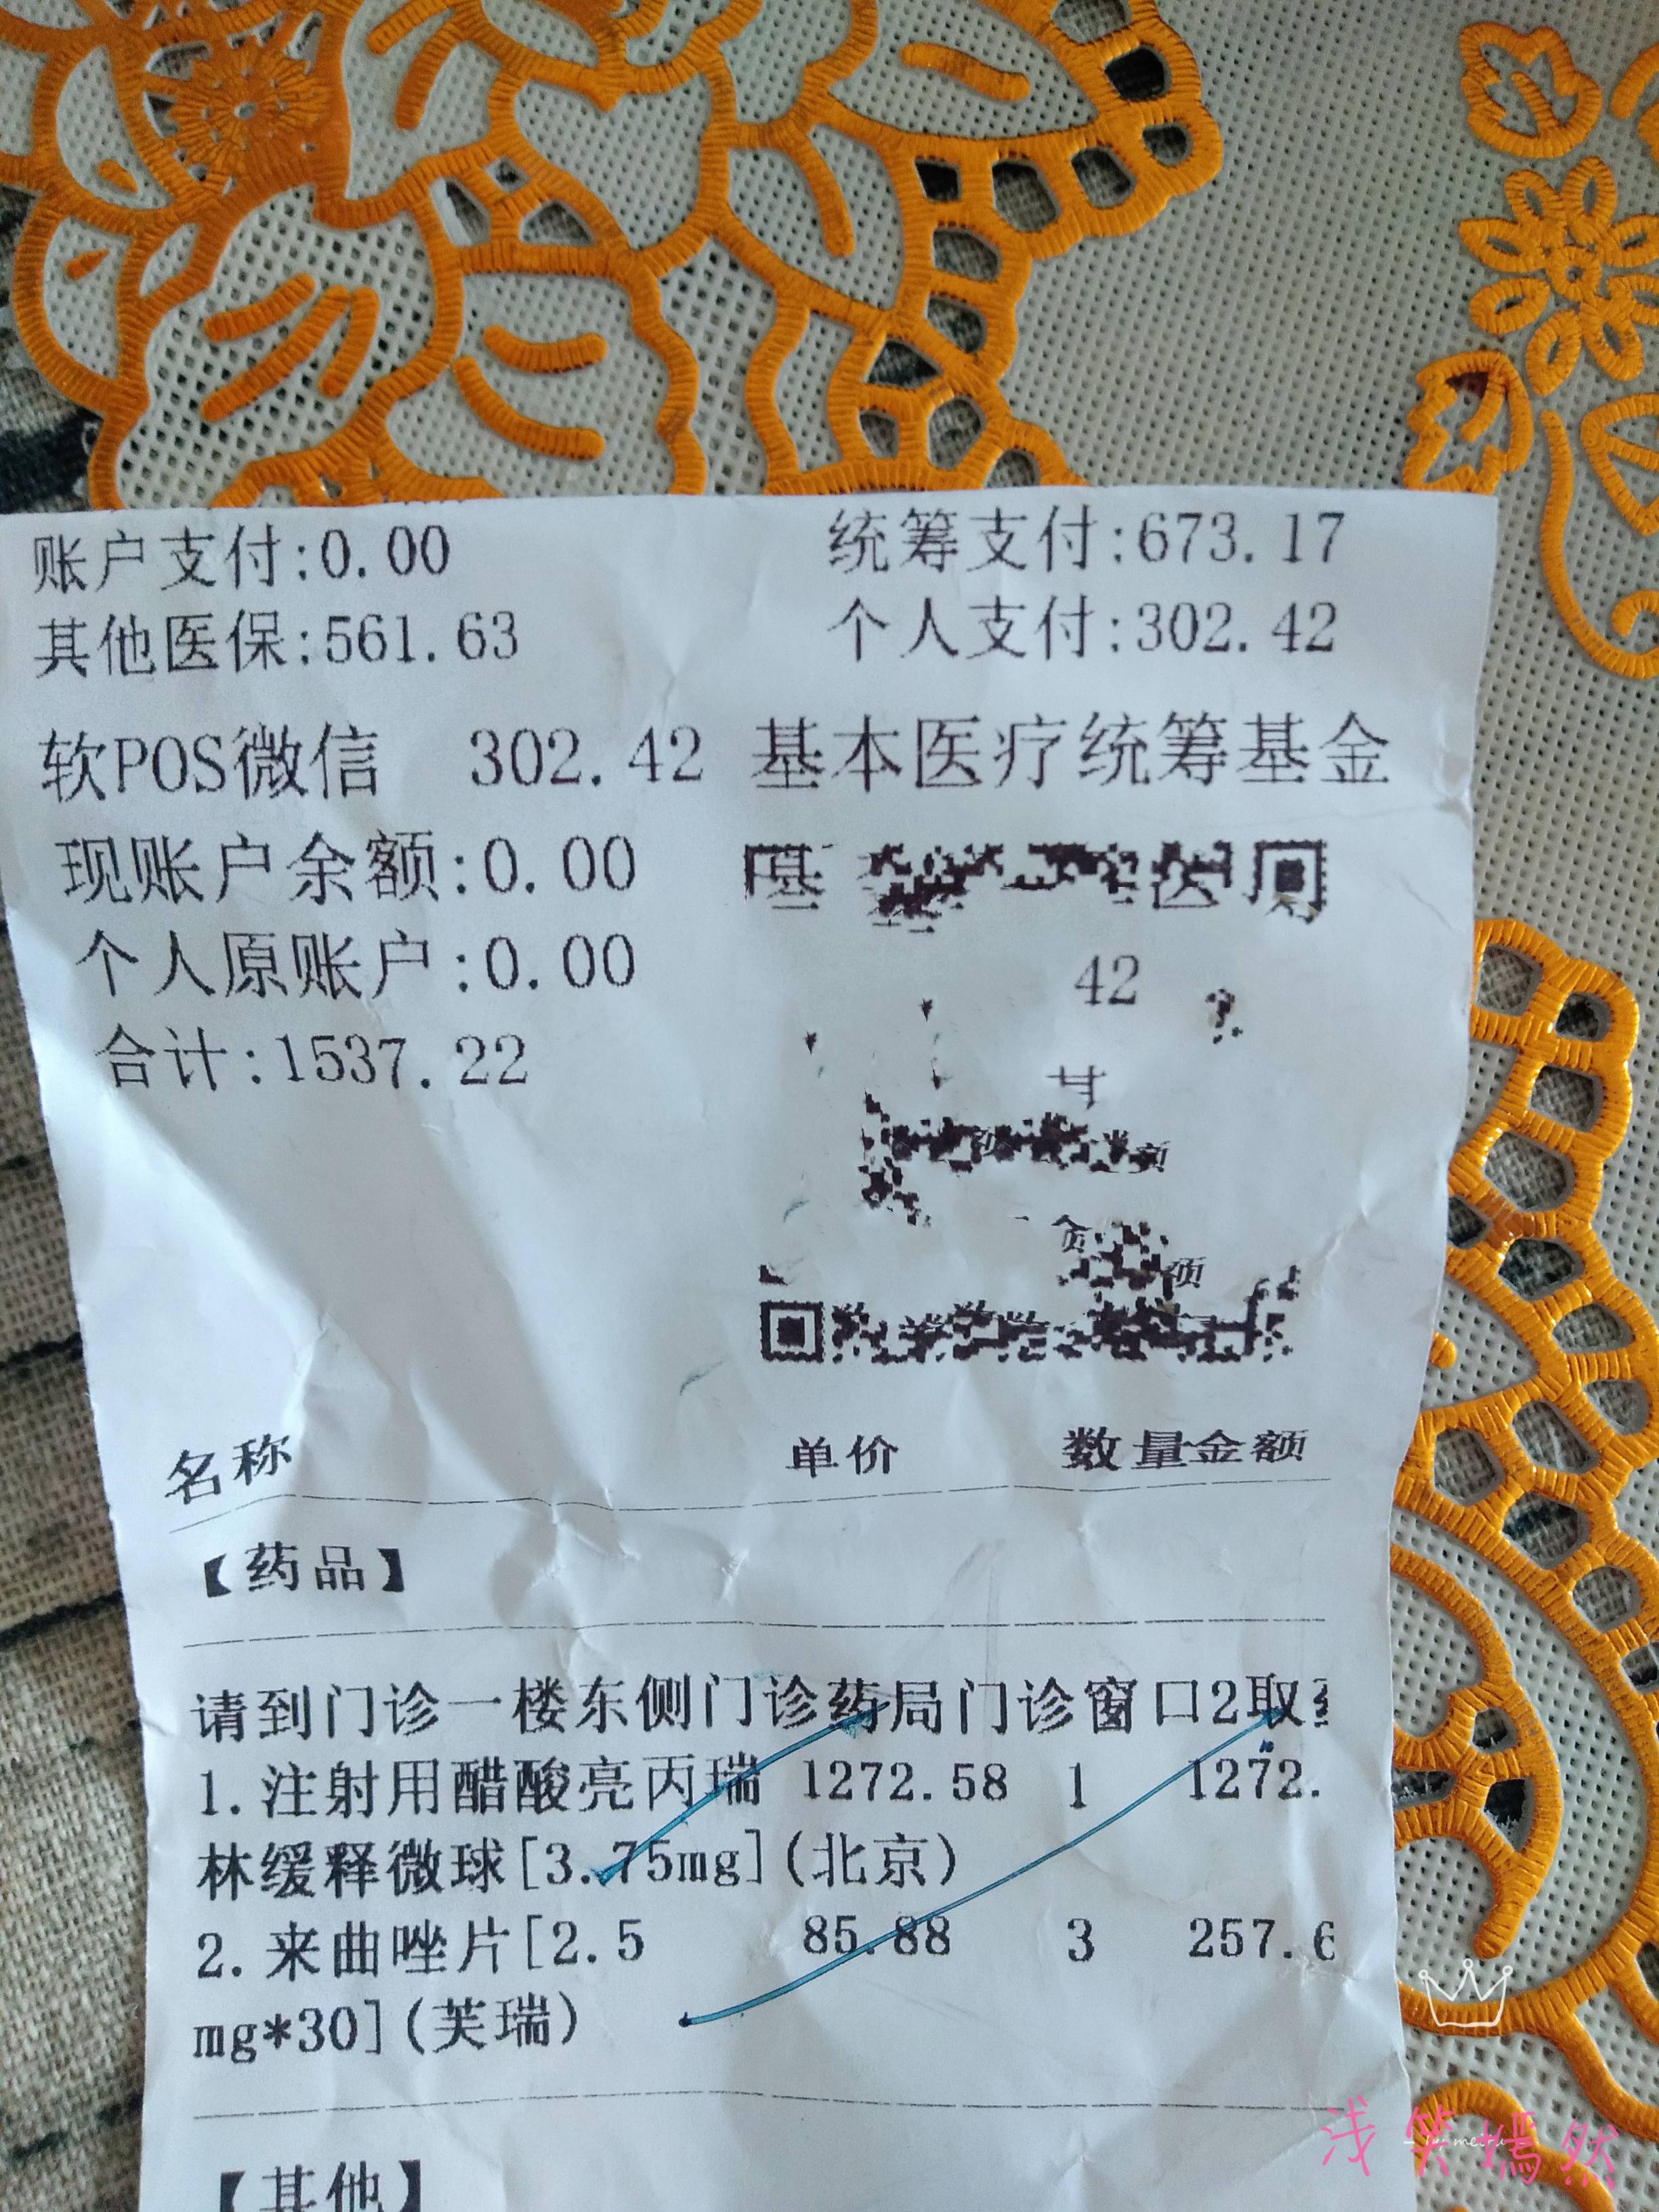 账户支付:0.00 统筹支付:673.17
其他医保:561.63 个人支付:302.42
软POS微信 302.42 基本医疗统筹基金
现账户余额:0.00
个人原账户:0.00 42
合计:1537.22
名称 单价 数量金额
【药品】
请到门诊一楼东侧门诊药局门诊窗口2取
1.注射用醋酸亮丙瑞 1272.58 1 1272.
林缓释微球[3.75mg](北京)
2.来曲唑片[2.5 85.88 3 257.6
mg*30](芙瑞)
【其他】
浅笑嫣然